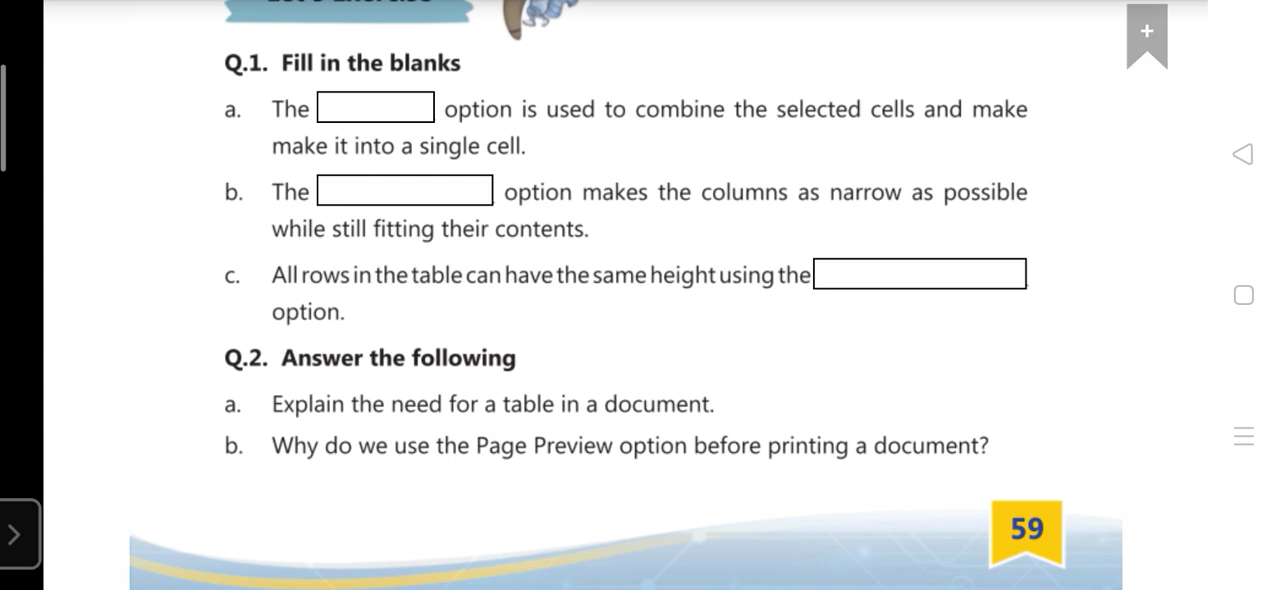 Q.1. Fill in the blanks
a. The option is used to combine the selected cells and make
make it into a single cell.
b. The option makes the columns as narrow as possible
while still fitting their contents.
c. All rows in the table can have the same height using the
option.
Q.2. Answer the following
a. Explain the need for a table in a document.
b. Why do we use the Page Preview option before printing a document?
59